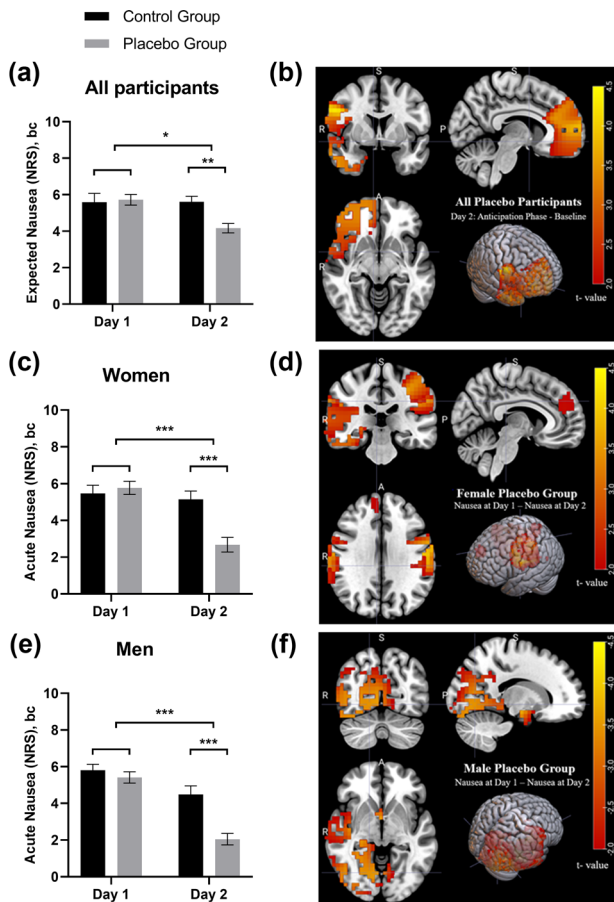 Control Group
Placebo Group
(a)
All participants
Expected Nausea (NRS), bc
10
8
6
4
2
0
*
**
Day 1
Day 2
(b)
S
R
P
A
R
All Placebo Participants
Day 2: Anticipation Phase - Baseline
4.5
4.0
3.5
3.0
2.5
2.0
t- value
(c)
Women
Acute Nausea (NRS), bc
10
8
6
4
2
0
***
***
Day 1
Day 2
(d)
S
R
P
A
R
Female Placebo Group
Nausea at Day 1 – Nausea at Day 2
4.5
4.0
3.5
3.0
2.5
2.0
t- value
(e)
Men
Acute Nausea (NRS), bc
10
8
6
4
2
0
***
***
Day 1
Day 2
(f)
S
R
P
A
R
Male Placebo Group
Nausea at Day 1 – Nausea at Day 2
-4.5
-4.0
-3.5
-3.0
-2.5
-2.0
t- value